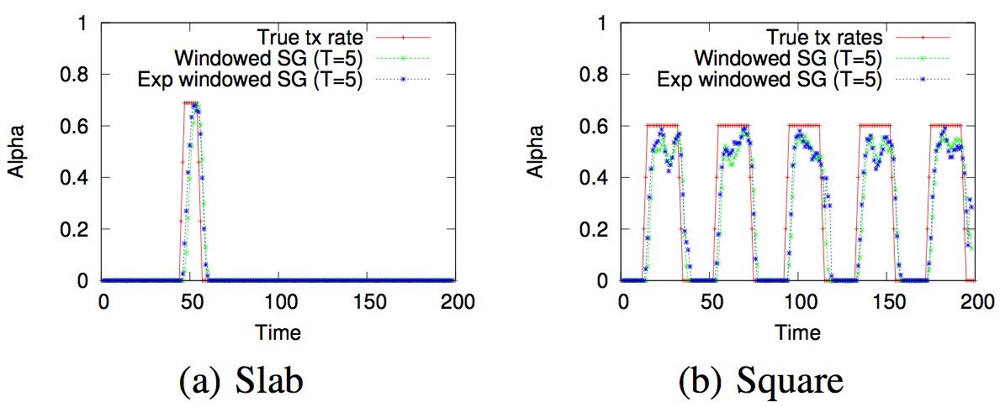 1
0.8
0.6
0.4
0.2
0
Alpha
True tx rate
Windowed SG (T=5)
Exp windowed SG (T=5)
0 50 100 150 200
Time
(a) Slab
1
0.8
0.6
0.4
0.2
0
Alpha
True tx rates
Windowed SG (T=5)
Exp windowed SG (T=5)
0 50 100 150 200
Time
(b) Square